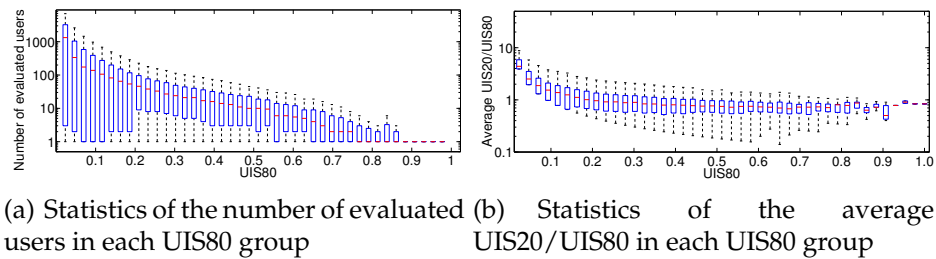 Number of evaluated users
1000
100
10
1
0.1 0.2 0.3 0.4 0.5 0.6 0.7 0.8 0.9 1
UIS80
Average UIS20/UIS80
10
1
0.1
0.1 0.2 0.3 0.4 0.5 0.6 0.7 0.8 0.9 1.0
UIS80
(a) Statistics of the number of evaluated
users in each UIS80 group
(b) Statistics of the average
UIS20/UIS80 in each UIS80 group